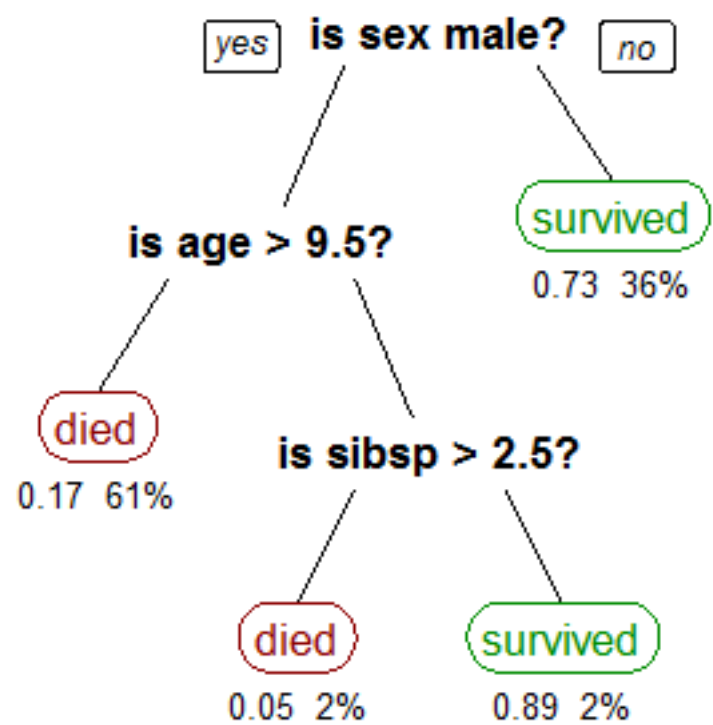 yes
is sex male?
no
is age > 9.5?
survived
0.73 36%
died
0.17 61%
is sibsp > 2.5?
died
0.05 2%
survived
0.89 2%